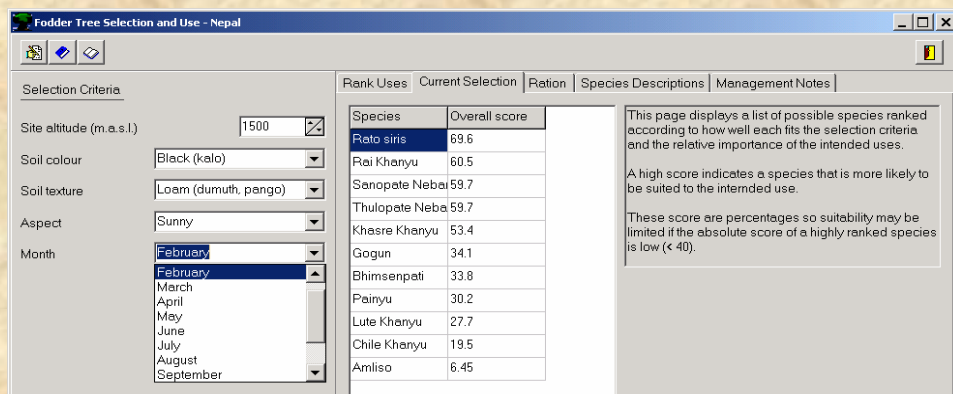 Fodder Tree Selection and Use - Nepal
Selection Criteria
Site altitude (m.a.s.l.) 1500
Soil colour Black (kalo)
Soil texture Loam (dumuth, pango)
Aspect Sunny
Month February
February
March
April
May
June
July
August
September
Rank Uses Current Selection Ration Species Descriptions Management Notes
Species Overall score
Rato siris 69.6
Rai Khanyu 60.5
Sanopate Nebar 59.7
Thulopate Neba 59.7
Khasre Khanyu 53.4
Gogun 34.1
Bhimsenpati 33.8
Painyu 30.2
Lute Khanyu 27.7
Chile Khanyu 19.5
Amliso 6.45
This page displays a list of possible species ranked
according to how well each fits the selection criteria
and the relative importance of the intended uses.
A high score indicates a species that is more likely to
be suited to the internded use.
These score are percentages so suitability may be
limited if the absolute score of a highly ranked species
is low (< 40).